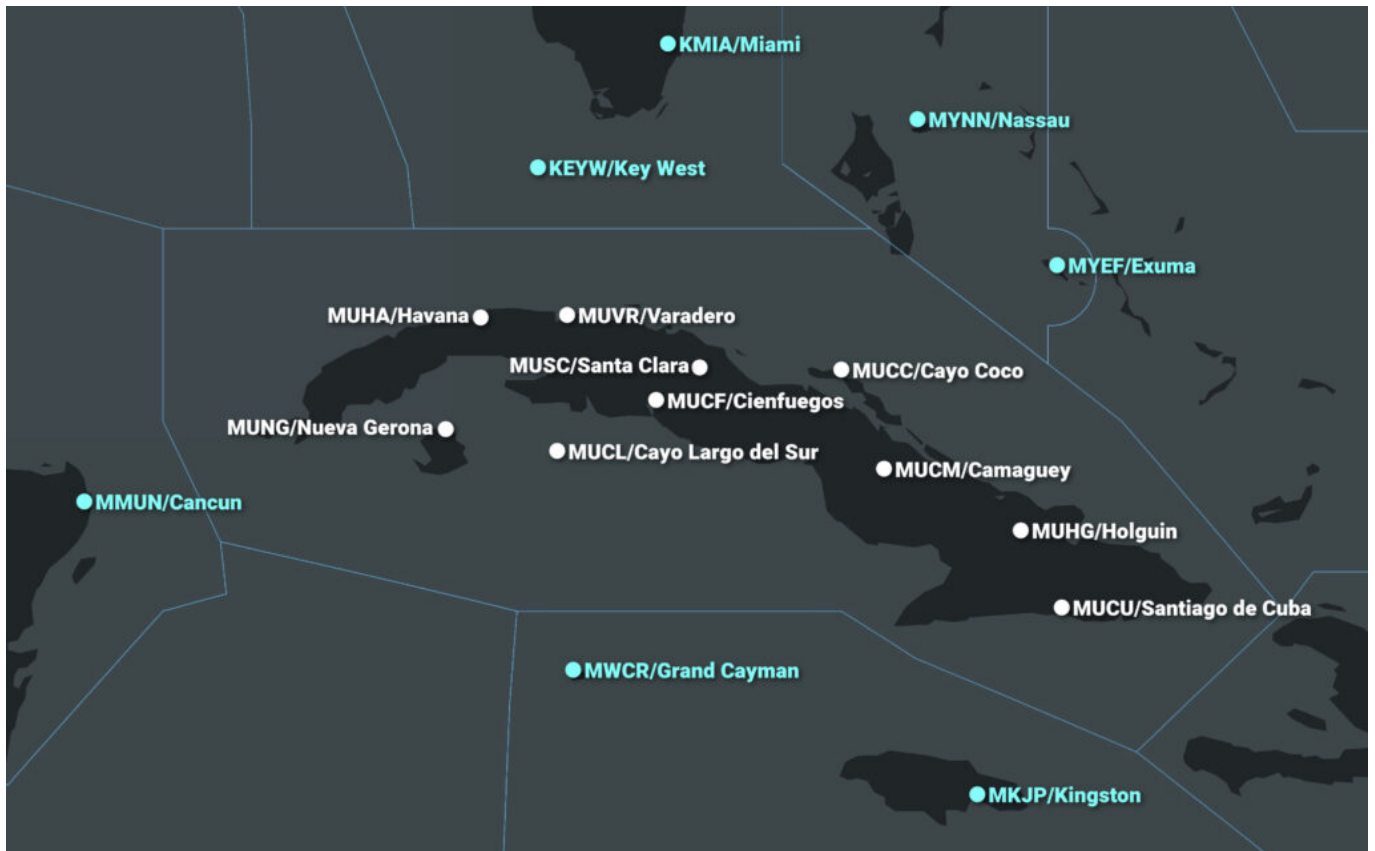 KMIA/Miami
MYNN/Nassau
KEYW/Key West
MYEF/Exuma
MUHA/Havana
MUVR/Varadero
MUSC/Santa Clara
MUCC/Cayo Coco
MUCF/Cienfuegos
MUNG/Nueva Gerona
MUCL/Cayo Largo del Sur
MUCM/Camaguey
MMUN/Cancun
MUHG/Holguin
MUCU/Santiago de Cuba
MWCR/Grand Cayman
MKJP/Kingston